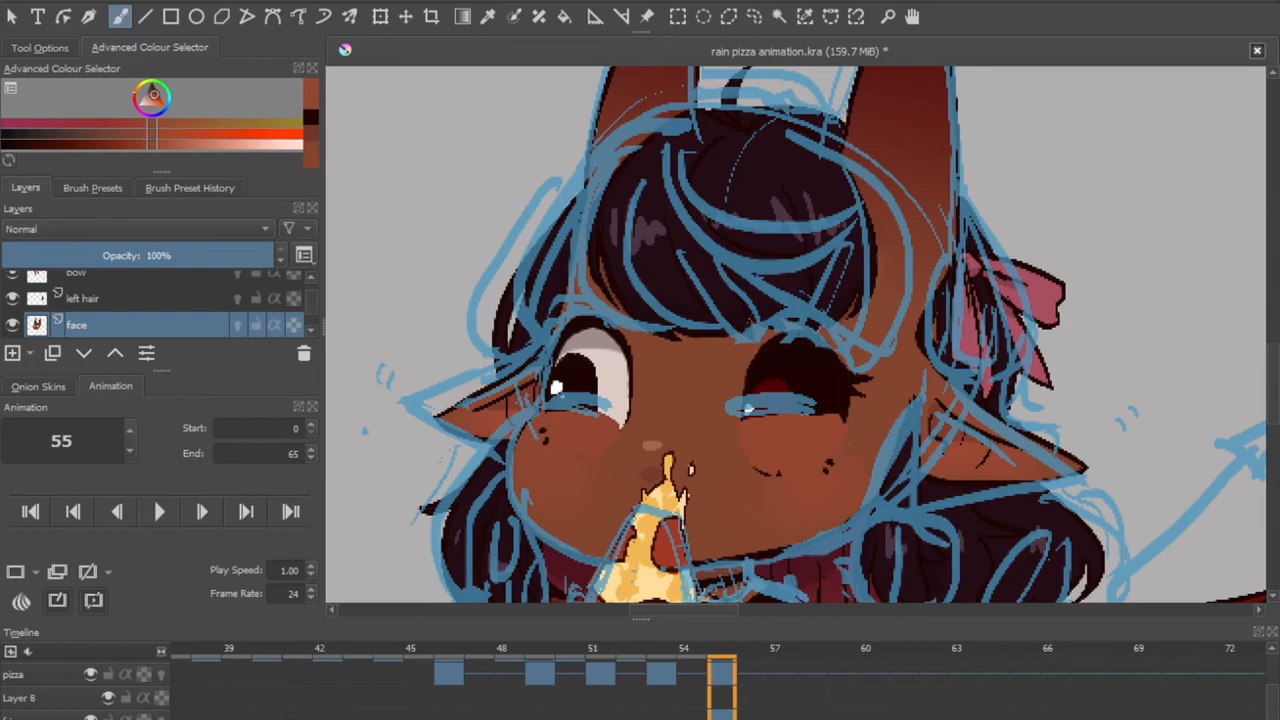 Tool Options
Advanced Colour Selector
rain pizza animation.kra (159.7 MiB) *
Advanced Colour Selector
Layers
Brush Presets
Brush Preset History
Layers
Normal
Opacity: 100%
bow
left hair
face
Onion Skins
Animation
Animation
55
Start:
0
End:
65
Play Speed:
1.00
Frame Rate:
24
Timeline
39 42 45 48 51 54 57 60 63 66 69 72
pizza
Layer 8